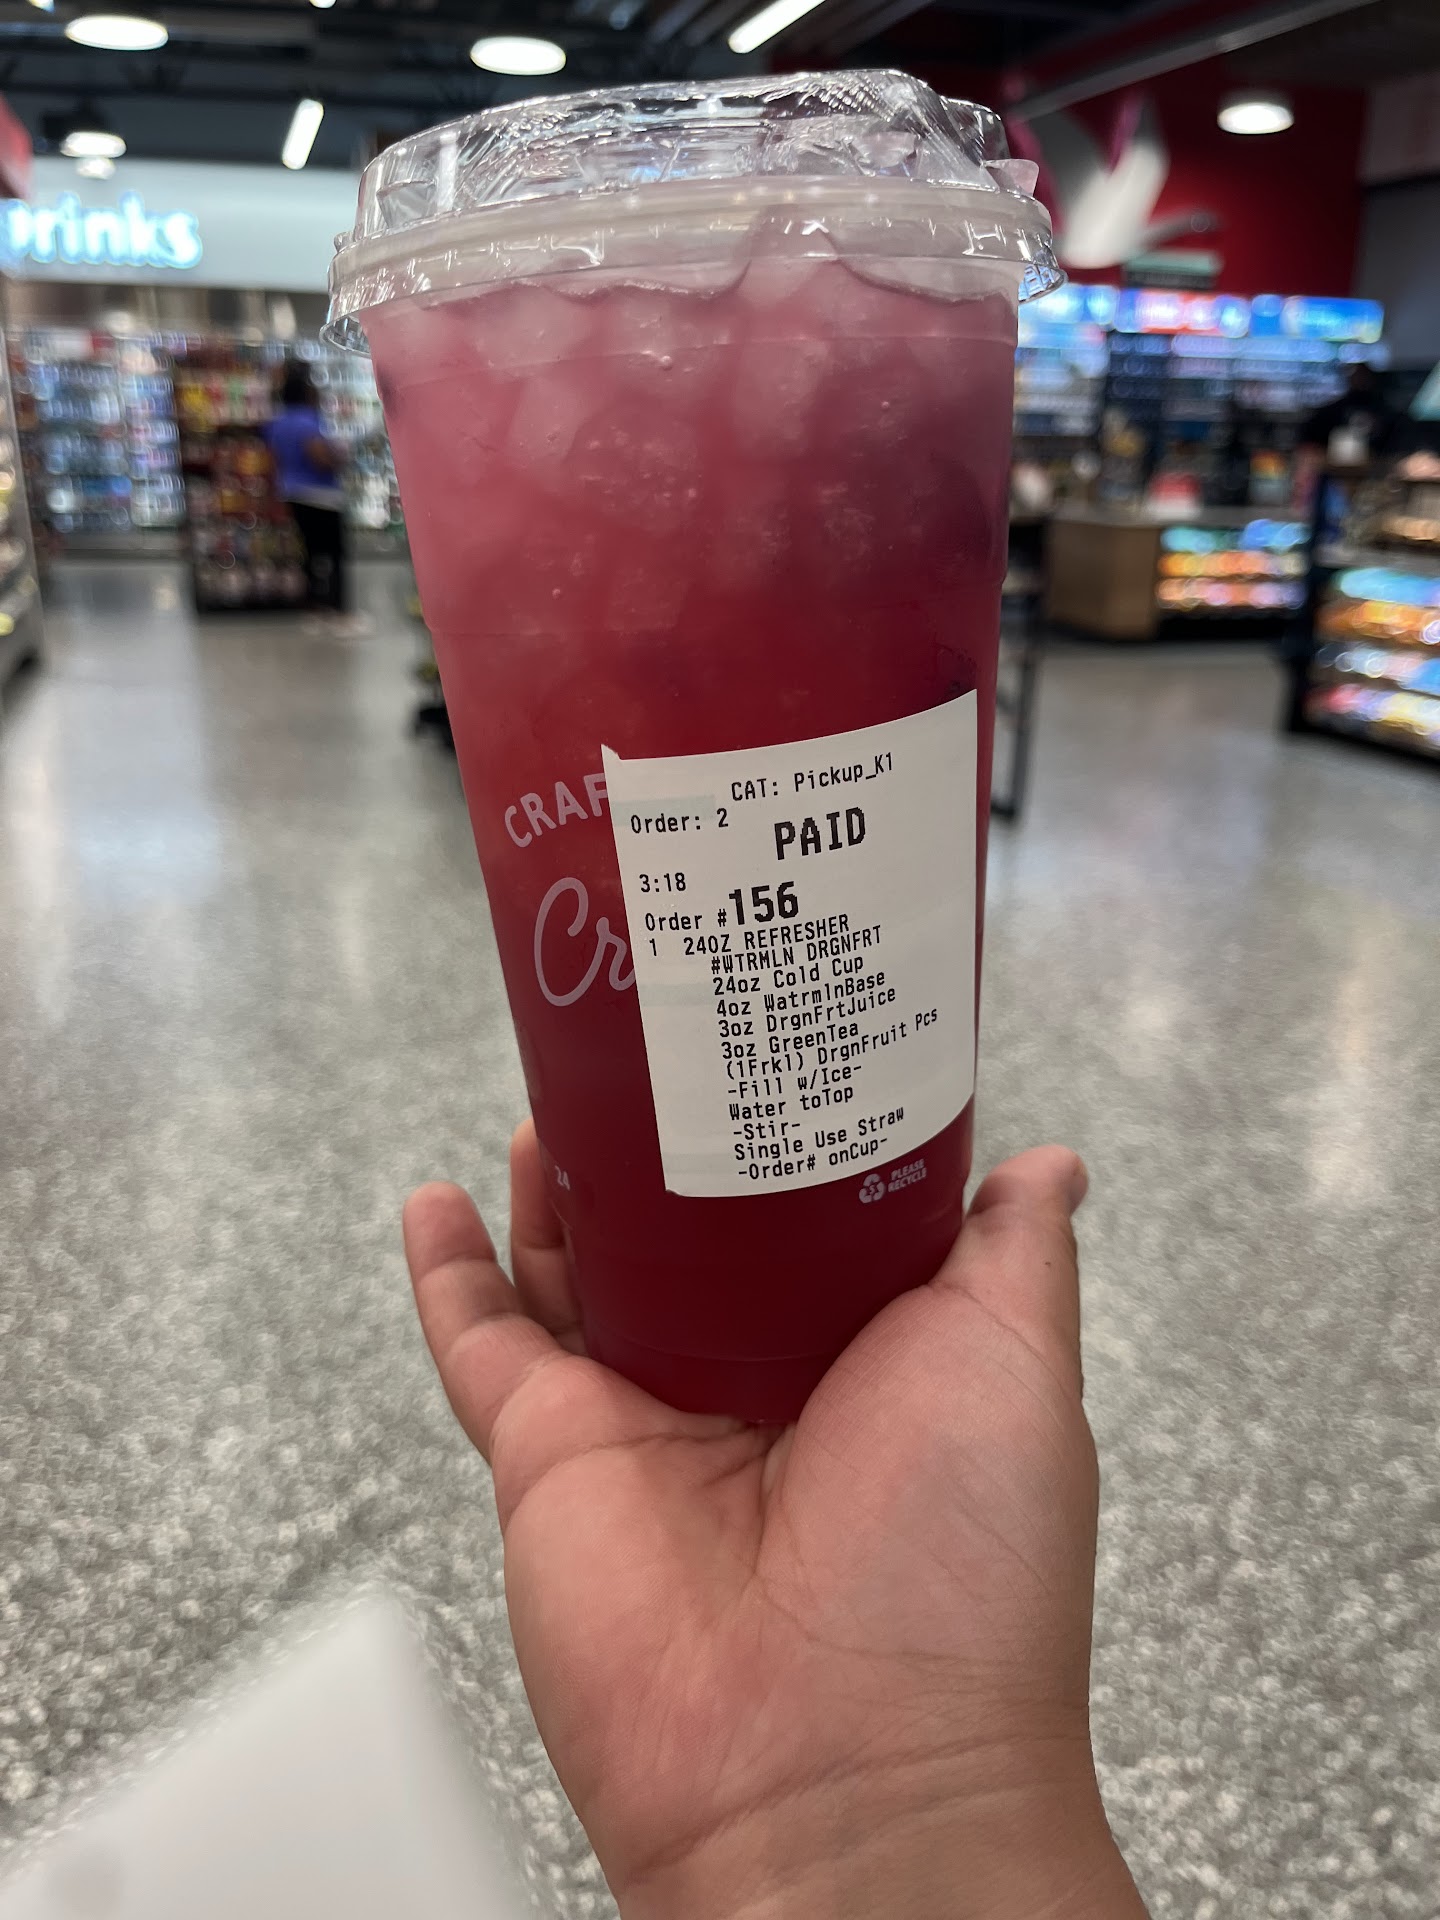 rinks
CRAF
Cr
24
CAT: Pickup_K1
Order: 2
PAID
3:18
Order #156
1 24OZ REFRESHER
#WTRMLN DRGNFRT
24oz Cold Cup
4oz WatrmlnBase
3oz DrgnFrtJuice
3oz GreenTea
(1Frkl) DrgnFruit Pcs
-Fill w/Ice-
Water toTop
-Stir-
Single Use Straw
-Order# onCup-
PLEASE
RECYCLE